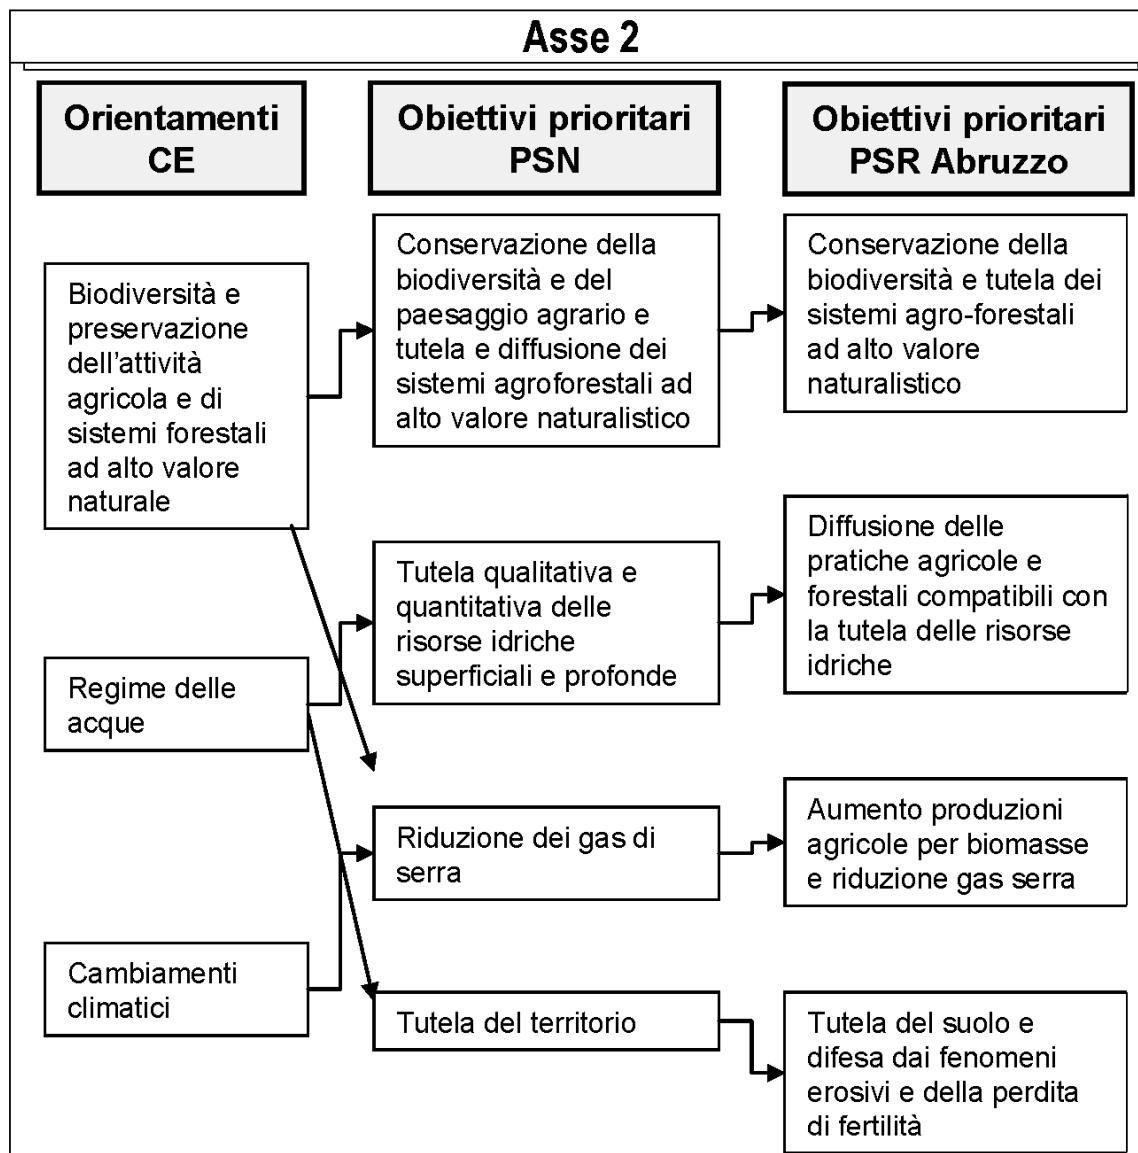 Asse 2
Orientamenti
CE
Obiettivi prioritari
PSN
Obiettivi prioritari
PSR Abruzzo
Biodiversità e
preservazione
dell'attività
agricola e di
sistemi forestali
ad alto valore
naturale
Conservazione della
biodiversità e del
paesaggio agrario e
tutela e diffusione dei
sistemi agroforestali ad
alto valore naturalistico
Conservazione della
biodiversità e tutela dei
sistemi agro-forestali
ad alto valore
naturalistico
Regime delle
acque
Tutela qualitativa e
quantitativa delle
risorse idriche
superficiali e profonde
Diffusione delle
pratiche agricole e
forestali compatibili con
la tutela delle risorse
idriche
Riduzione dei gas di
serra
Aumento produzioni
agricole per biomasse
e riduzione gas serra
Cambiamenti
climatici
Tutela del territorio
Tutela del suolo e
difesa dai fenomeni
erosivi e della perdita
di fertilità